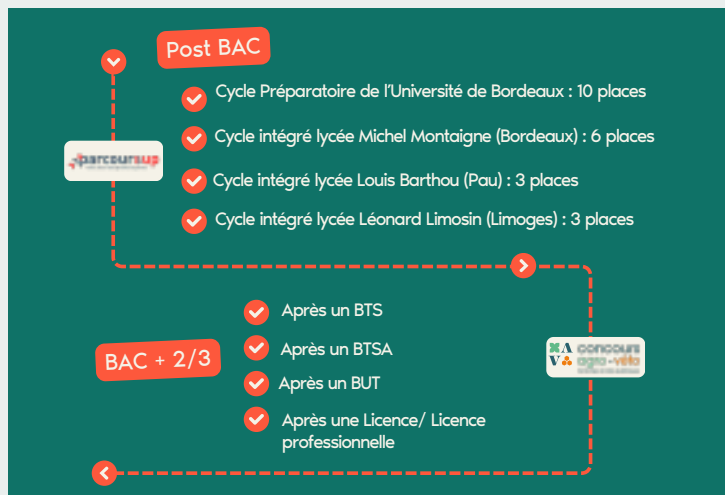 Post BAC
Cycle Préparatoire de l'Université de Bordeaux : 10 places
Cycle intégré lycée Michel Montaigne (Bordeaux) : 6 places
parcoursup
Cycle intégré lycée Louis Barthou (Pau) : 3 places
Cycle intégré lycée Léonard Limosin (Limoges) : 3 places
Après un BTS
BAC + 2/3
Après un BTSA
AV
concours
agro-véto
Après un BUT
Après une Licence/ Licence
professionnelle